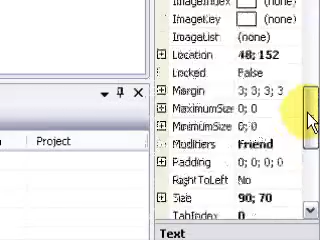 ImageIndex (none)
ImageKey (none)
ImageList (none)
Location 48; 152
Locked False
Margin 3; 3; 3; 3
MaximumSize 0; 0
MinimumSize 0; 0
Modifiers Friend
Project
Padding 0; 0; 0; 0
RightToLeft No
Size 90; 70
TabIndex 0
Text